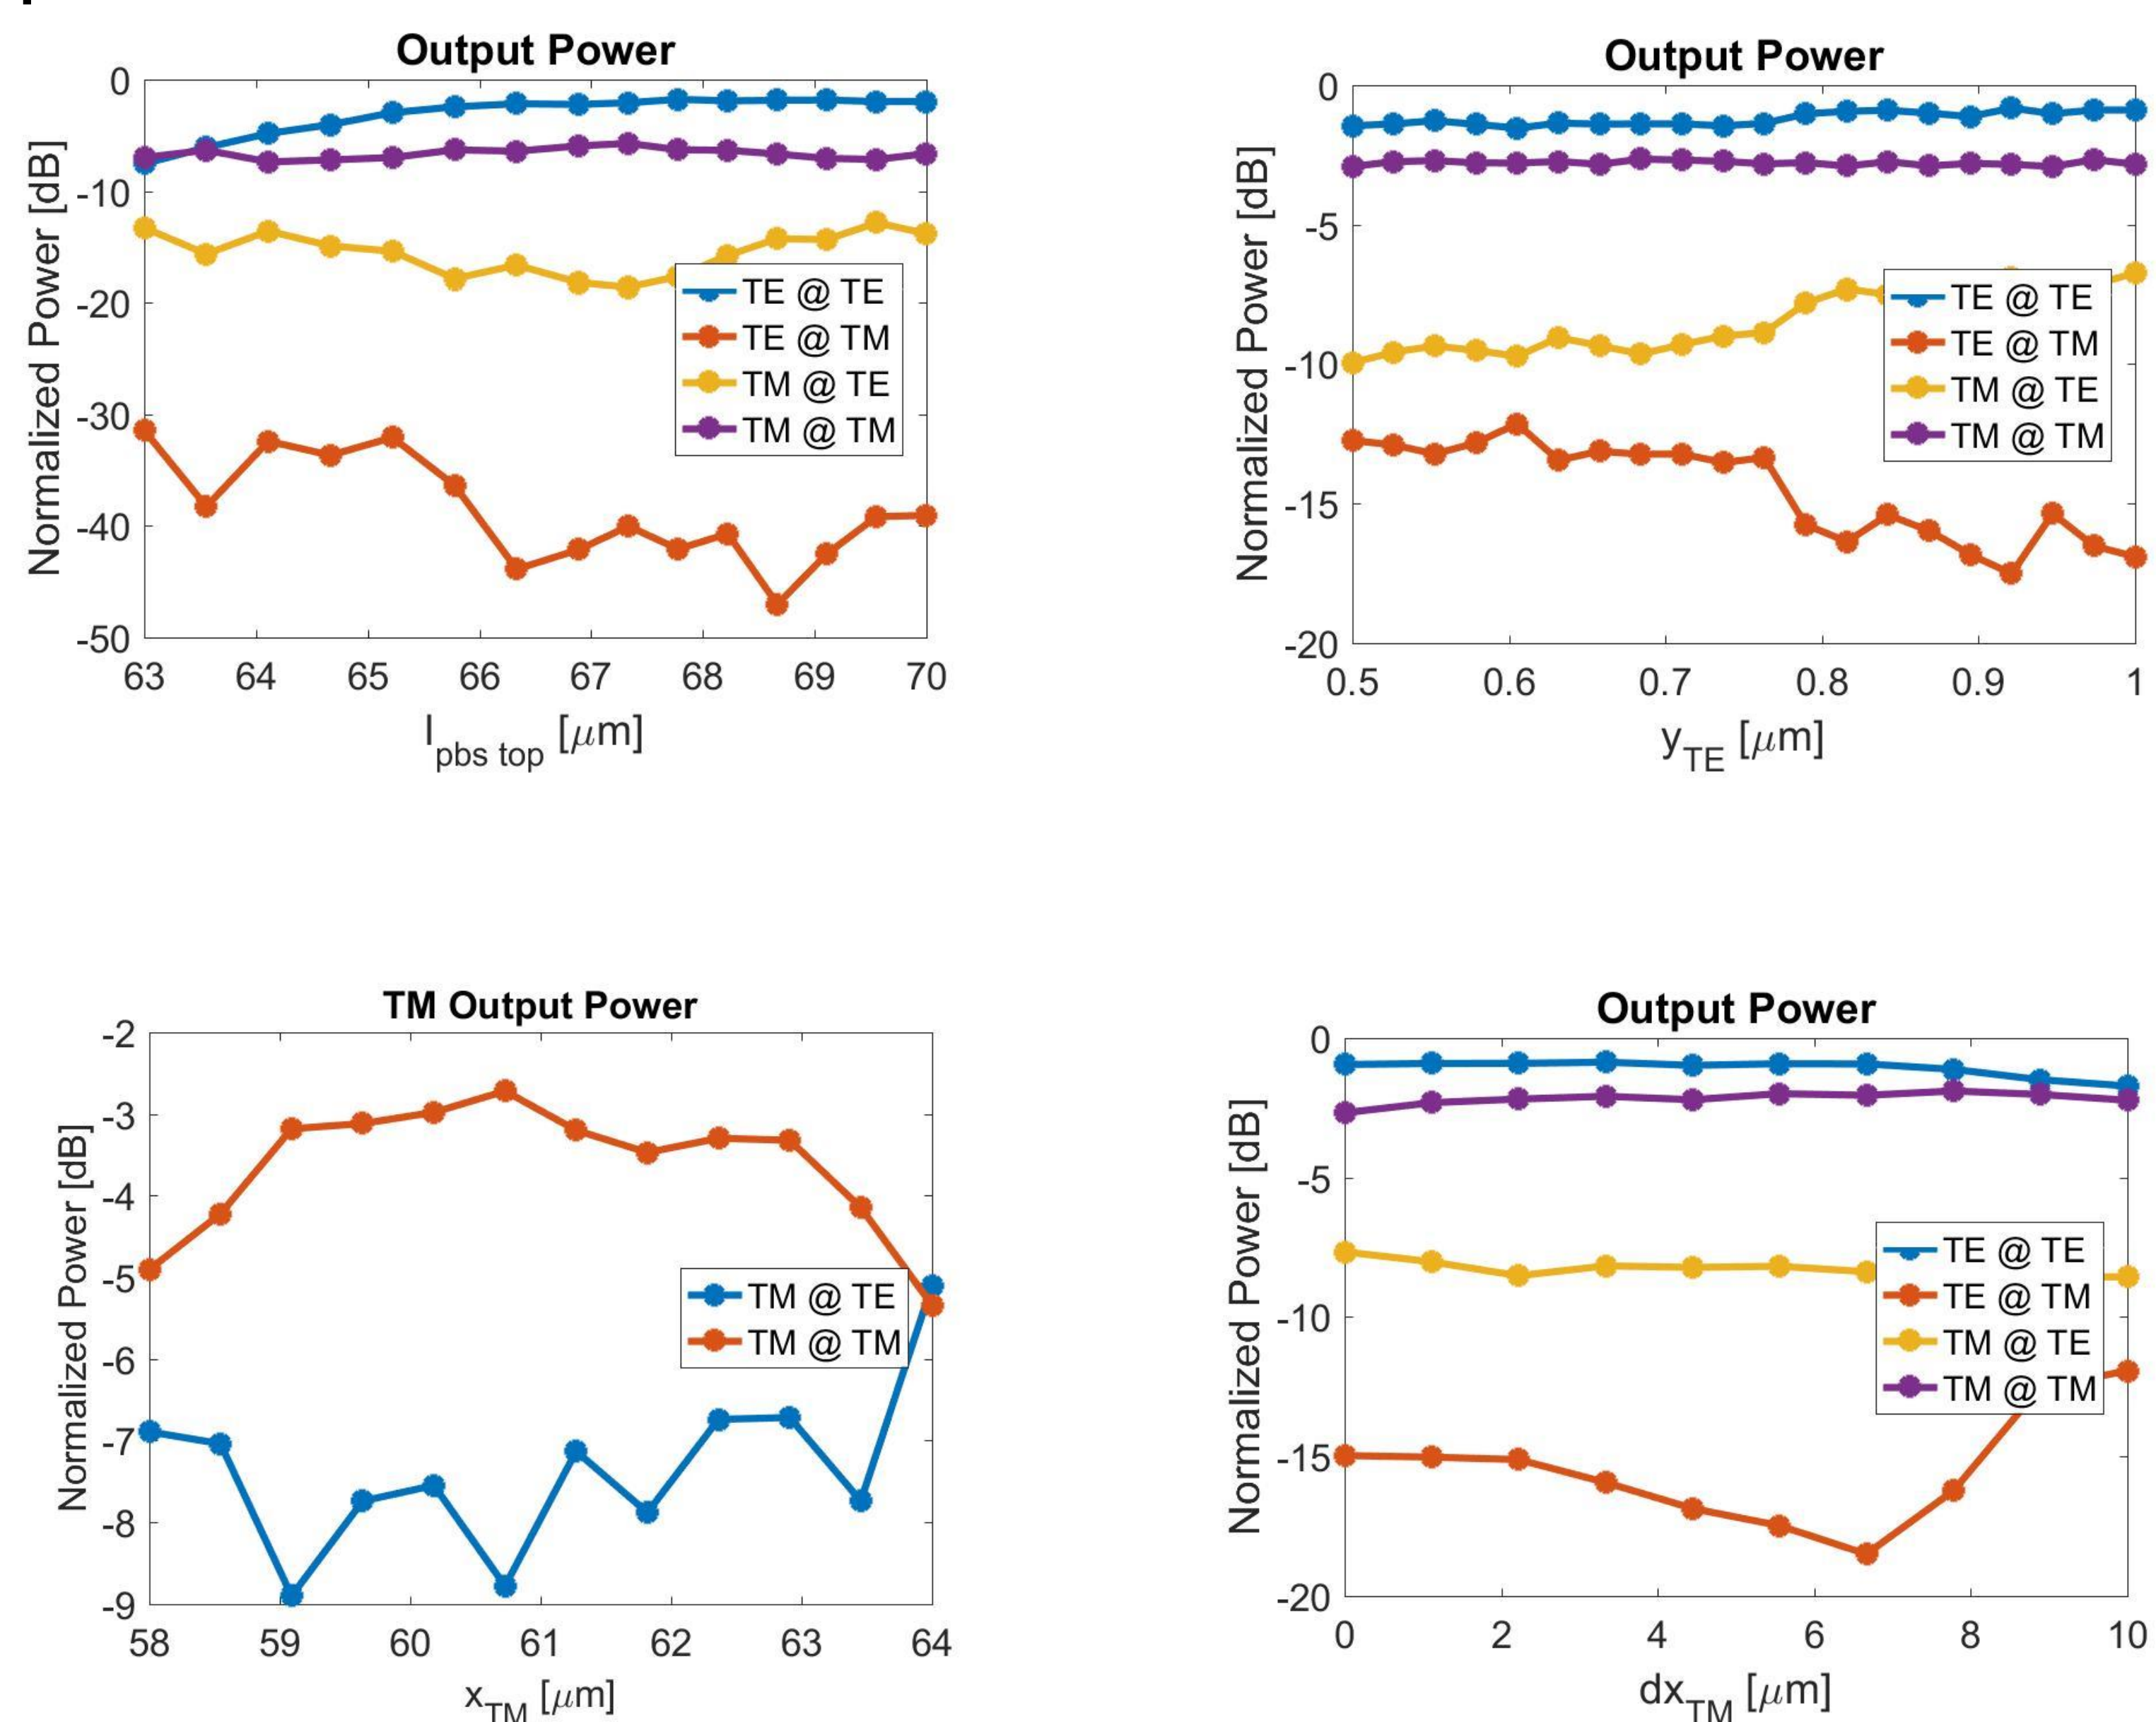 Output Power
0
-10
-20
-30
-40
-50
Normalized Power [dB]
TE @ TE
TE @ TM
TM @ TE
TM @ TM
63 64 65 66 67 68 69 70
l_pbs top [μm]
Output Power
0
-5
-10
-15
-20
Normalized Power [dB]
TE @ TE
TE @ TM
TM @ TE
TM @ TM
0.5 0.6 0.7 0.8 0.9 1
y_TE [μm]
TM Output Power
-2
-3
-4
-5
-6
-7
-8
-9
Normalized Power [dB]
TM @ TE
TM @ TM
58 59 60 61 62 63 64
x_TM [μm]
Output Power
0
-5
-10
-15
-20
Normalized Power [dB]
TE @ TE
TE @ TM
TM @ TE
TM @ TM
0 2 4 6 8 10
dx_TM [μm]